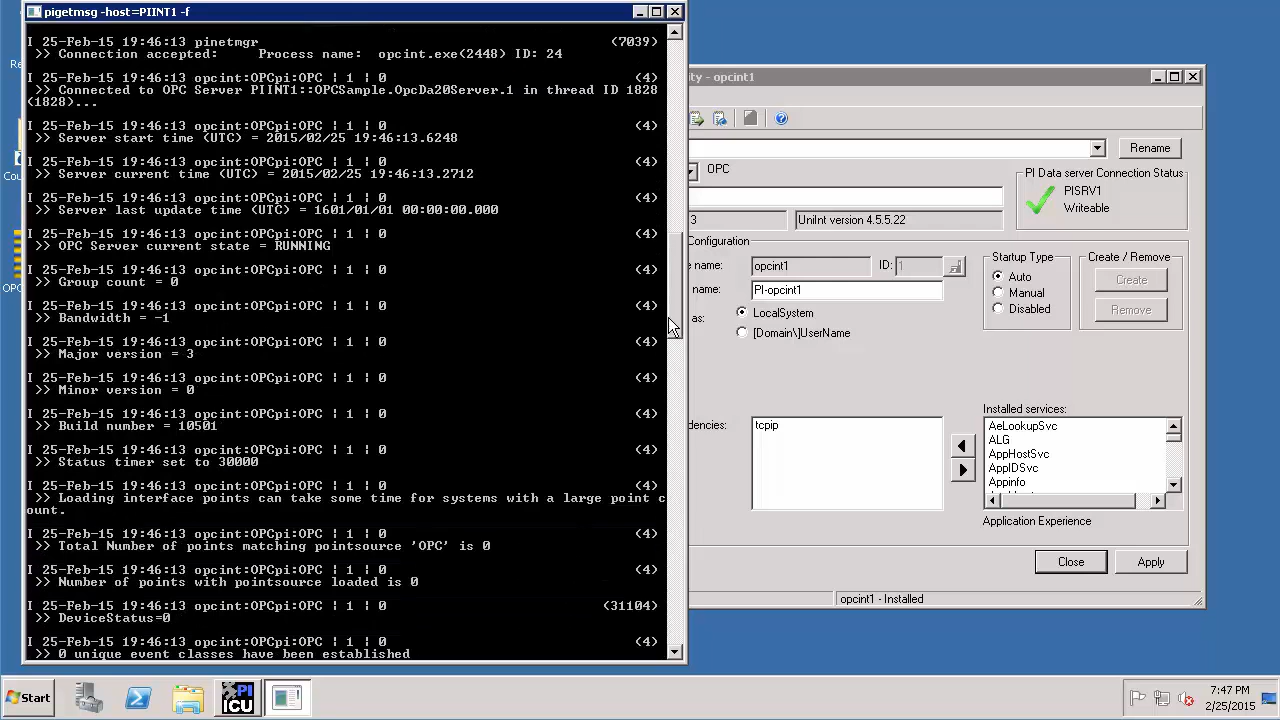 pigetmsg -host=PIINT1 -f
I 25-Feb-15 19:46:13 pinetmgr (7039)
>> Connection accepted: Process name: opcint.exe(2448) ID: 24
I 25-Feb-15 19:46:13 opcint:OPCpi:OPC | 1 | 0 (4)
>> Connected to OPC Server PIINT1::OPCSample.OpcDa20Server.1 in thread ID 1828
(1828)...
I 25-Feb-15 19:46:13 opcint:OPCpi:OPC | 1 | 0 (4)
>> Server start time (UTC) = 2015/02/25 19:46:13.6248
I 25-Feb-15 19:46:13 opcint:OPCpi:OPC | 1 | 0 (4)
>> Server current time (UTC) = 2015/02/25 19:46:13.2712
I 25-Feb-15 19:46:13 opcint:OPCpi:OPC | 1 | 0 (4)
>> Server last update time (UTC) = 1601/01/01 00:00:00.000
I 25-Feb-15 19:46:13 opcint:OPCpi:OPC | 1 | 0 (4)
>> OPC Server current state = RUNNING
I 25-Feb-15 19:46:13 opcint:OPCpi:OPC | 1 | 0 (4)
>> Group count = 0
I 25-Feb-15 19:46:13 opcint:OPCpi:OPC | 1 | 0 (4)
>> Bandwidth = -1
I 25-Feb-15 19:46:13 opcint:OPCpi:OPC | 1 | 0 (4)
>> Major version = 3
I 25-Feb-15 19:46:13 opcint:OPCpi:OPC | 1 | 0 (4)
>> Minor version = 0
I 25-Feb-15 19:46:13 opcint:OPCpi:OPC | 1 | 0 (4)
>> Build number = 10501
I 25-Feb-15 19:46:13 opcint:OPCpi:OPC | 1 | 0 (4)
>> Status timer set to 30000
I 25-Feb-15 19:46:13 opcint:OPCpi:OPC | 1 | 0 (4)
>> Loading interface points can take some time for systems with a large point c
ount.
I 25-Feb-15 19:46:13 opcint:OPCpi:OPC | 1 | 0 (4)
>> Total Number of points matching pointsource 'OPC' is 0
I 25-Feb-15 19:46:13 opcint:OPCpi:OPC | 1 | 0 (4)
>> Number of points with pointsource loaded is 0
I 25-Feb-15 19:46:13 opcint:OPCpi:OPC | 1 | 0 (31104)
>> DeviceStatus=0
I 25-Feb-15 19:46:13 opcint:OPCpi:OPC | 1 | 0 (4)
>> 0 unique event classes have been established
ity - opcint1
Rename
OPC
PI Data server Connection Status
PISRV1
Writeable
3
UniInt version 4.5.5.22
Configuration
e name: opcint1 ID: 1
name: PI-opcint1
as: LocalSystem
[Domain\]UserName
Startup Type
Auto
Manual
Disabled
Create / Remove
Create
Remove
dencies: tcpip
Installed services:
AeLookupSvc
ALG
AppHostSvc
AppIDSvc
Appinfo
Application Experience
Close
Apply
opcint1 - Installed
Start
PI
ICU
7:47 PM
2/25/2015